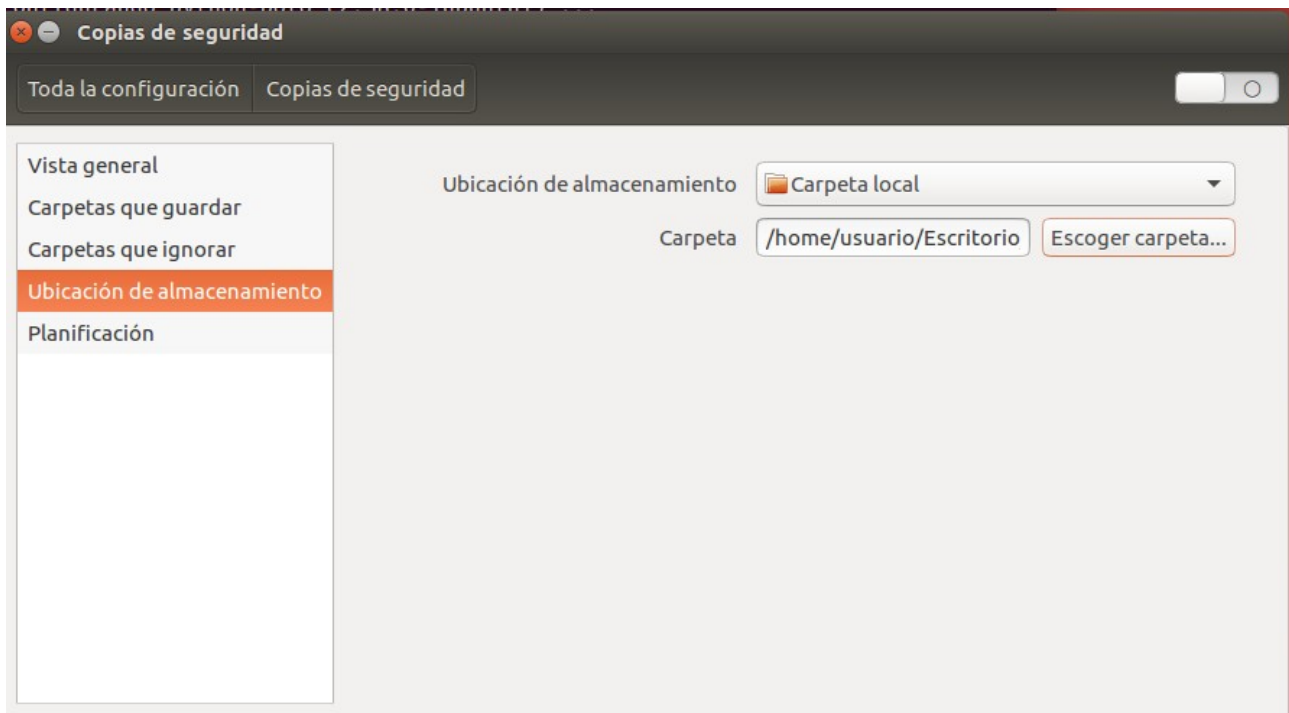 Copias de seguridad
Toda la configuración Copias de seguridad
Vista general
Carpetas que guardar
Carpetas que ignorar
Ubicación de almacenamiento
Planificación
Ubicación de almacenamiento Carpeta local
Carpeta /home/usuario/Escritorio Escoger carpeta...